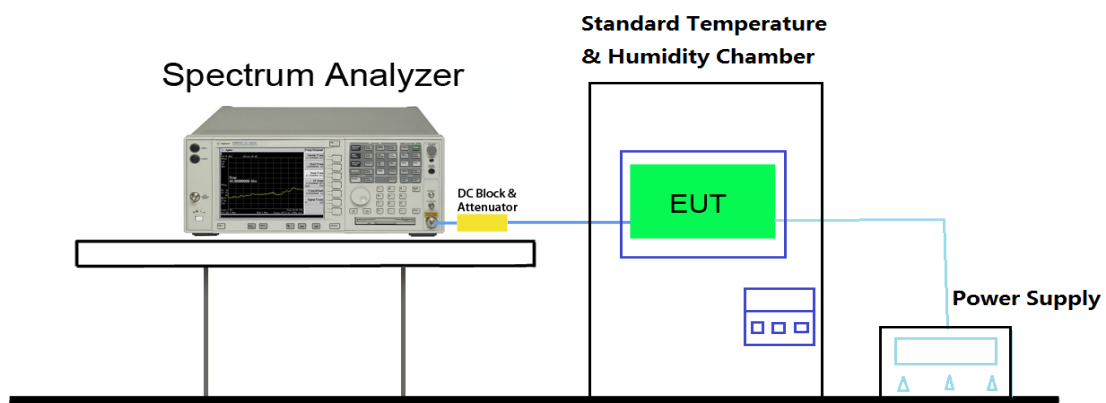 Standard Temperature
& Humidity Chamber
Spectrum Analyzer
DC Block &
Attenuator
EUT
Power Supply